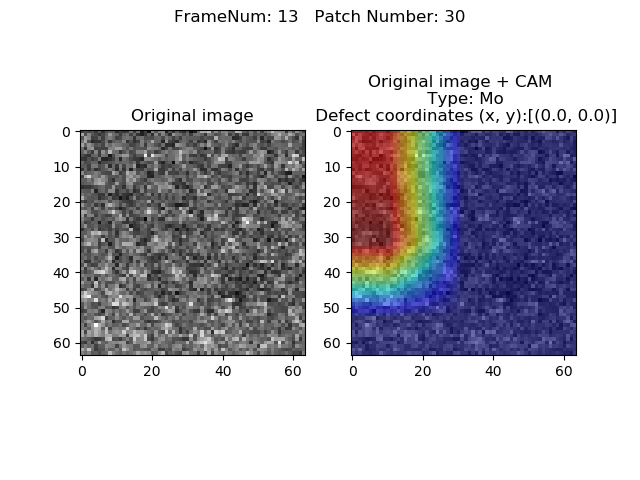 FrameNum: 13   Patch Number: 30
Original image
Original image + CAM
Type: Mo
Defect coordinates (x, y):[(0.0, 0.0)]
0
10
20
30
40
50
60
0 20 40 60
0
10
20
30
40
50
60
0 20 40 60